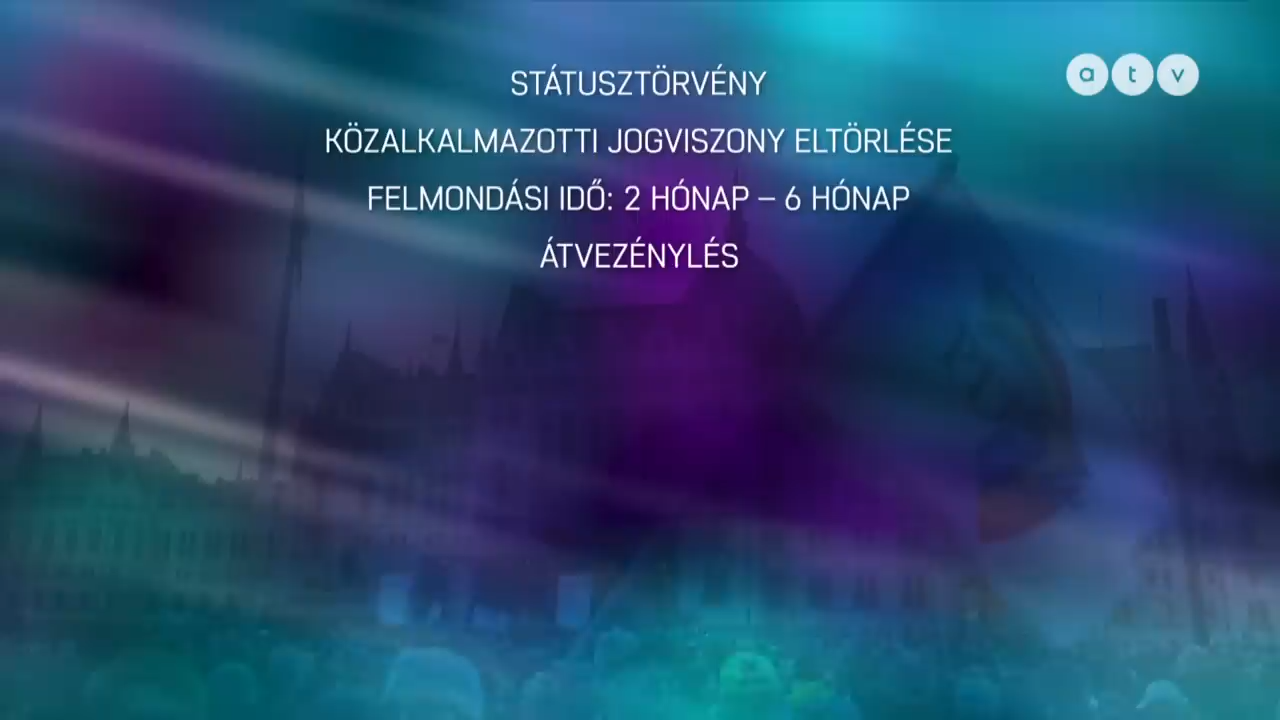 STÁTUSZTÖRVÉNY
atv
KÖZALKALMAZOTTI JOGVISZONY ELTÖRLÉSE
FELMONDÁSI IDŐ: 2 HÓNAP – 6 HÓNAP
ÁTVEZÉNYLÉS